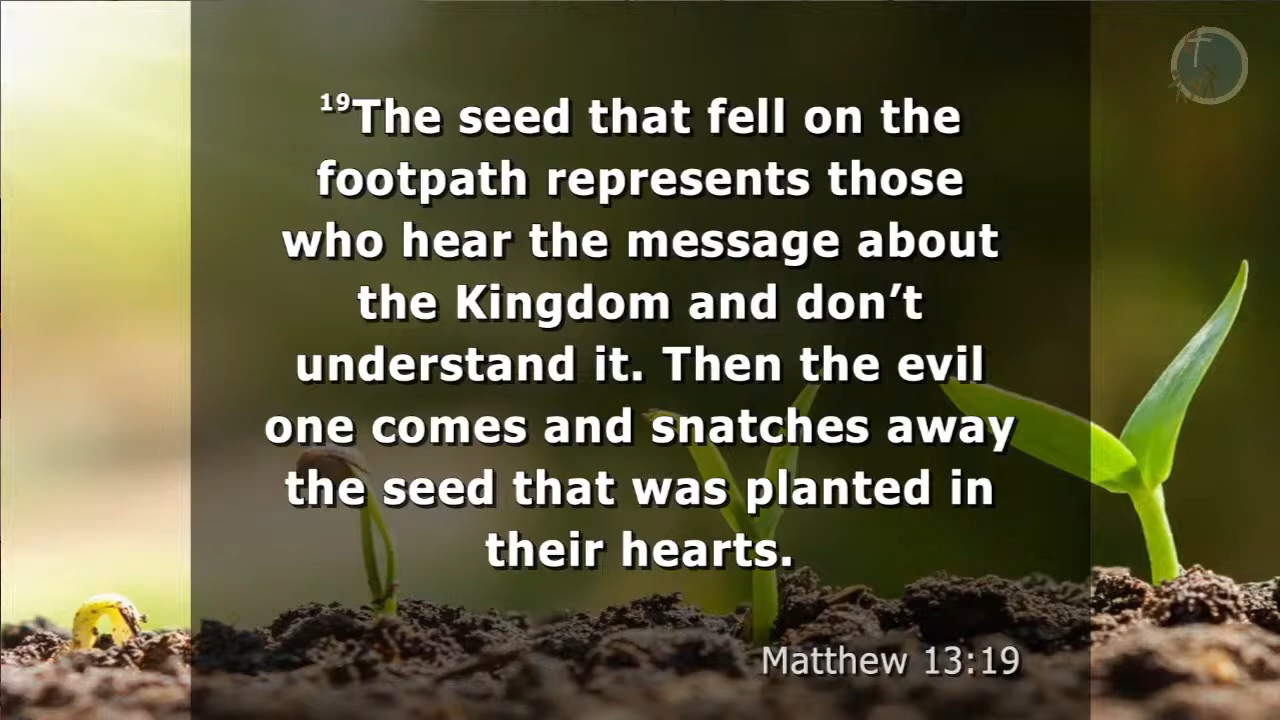 ¹⁹The seed that fell on the
footpath represents those
who hear the message about
the Kingdom and don’t
understand it. Then the evil
one comes and snatches away
the seed that was planted in
their hearts.
Matthew 13:19